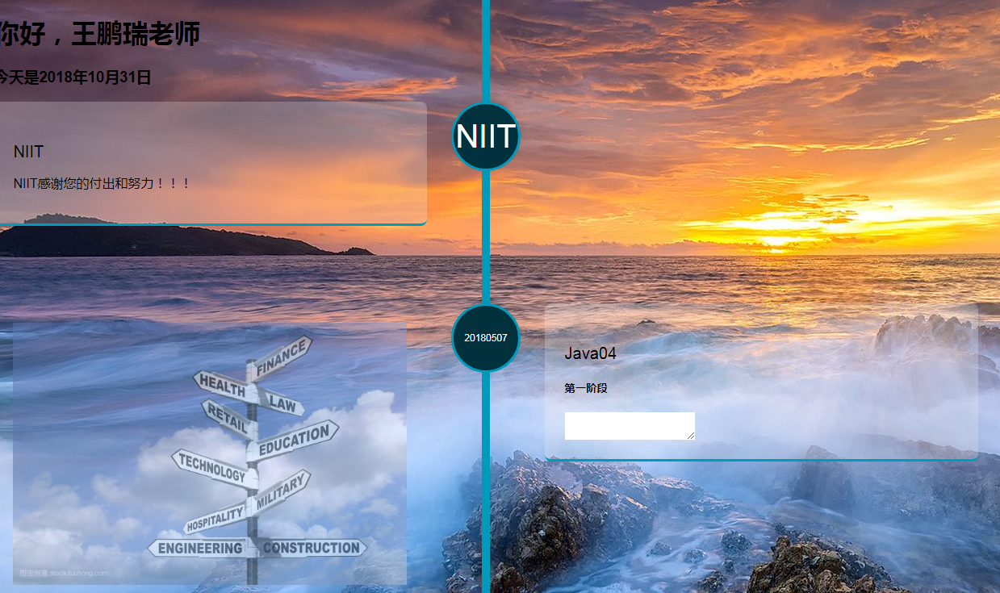 你好，王鹏瑞老师
今天是2018年10月31日
NIIT
NIIT
NIIT感谢您的付出和努力！！！
20180507
Java04
第一阶段
FINANCE
HEALTH
LAW
RETAIL
EDUCATION
TECHNOLOGY
MILITARY
HOSPITALITY
ENGINEERING
CONSTRUCTION
图虫创意 stock.tuchong.com